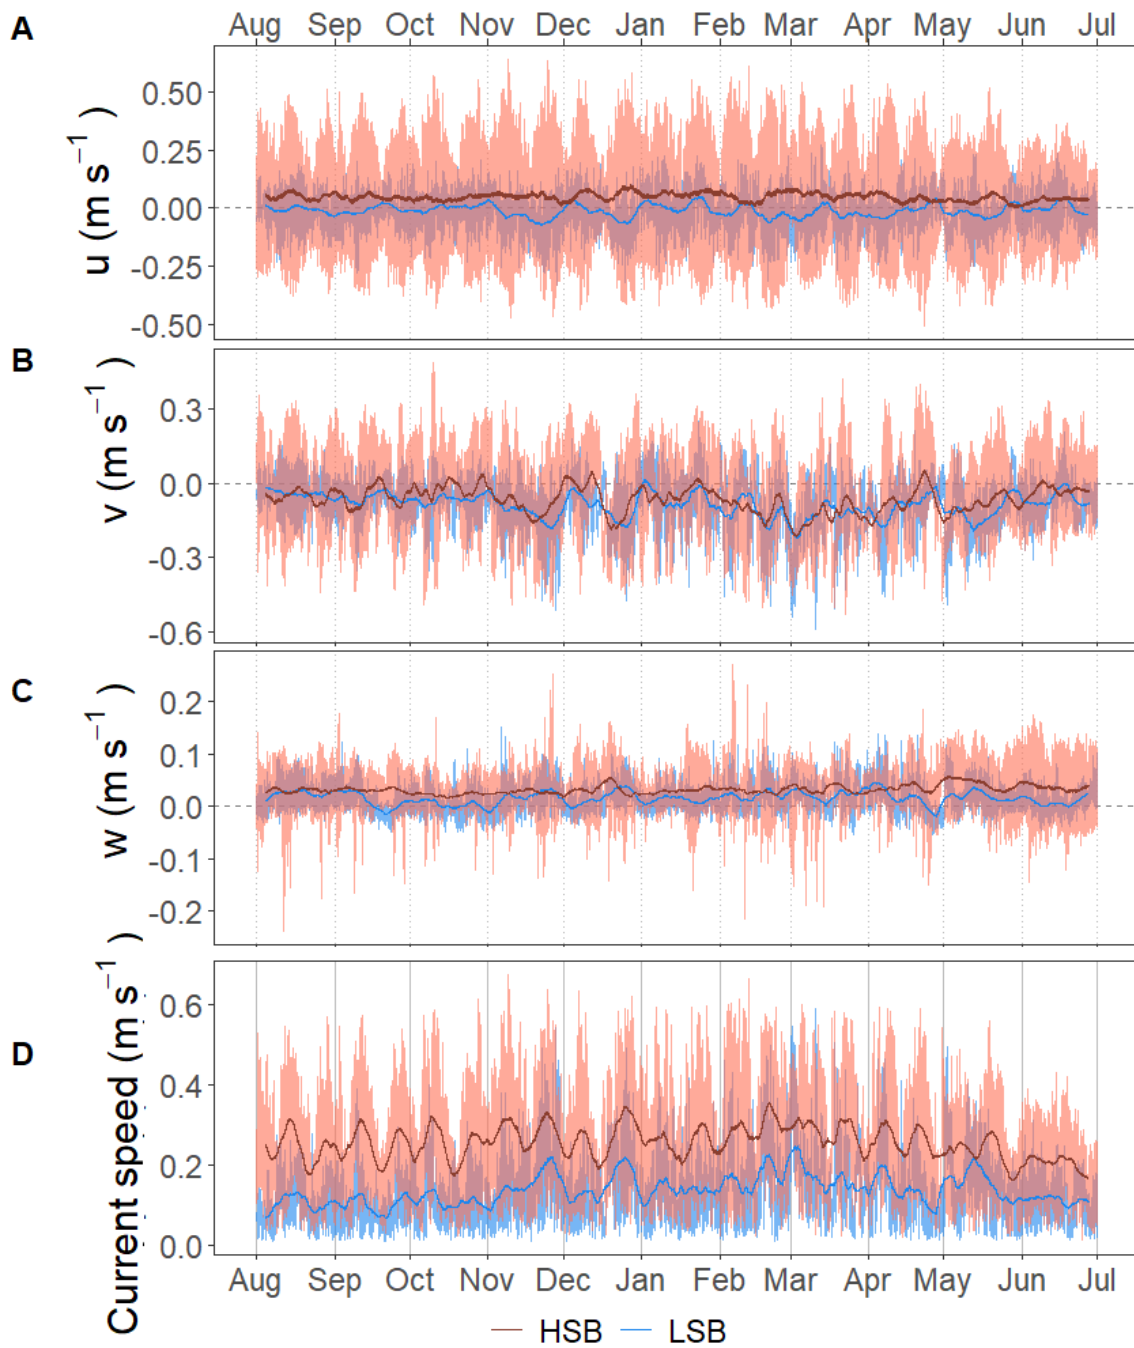 A
Aug Sep Oct Nov Dec Jan Feb Mar Apr May Jun Jul
u (m s⁻¹)
0.50
0.25
0.00
-0.25
-0.50
B
v (m s⁻¹)
0.3
0.0
-0.3
-0.6
C
w (m s⁻¹)
0.2
0.1
0.0
-0.1
-0.2
D
Current speed (m s⁻¹)
0.6
0.4
0.2
0.0
Aug Sep Oct Nov Dec Jan Feb Mar Apr May Jun Jul
HSB LSB